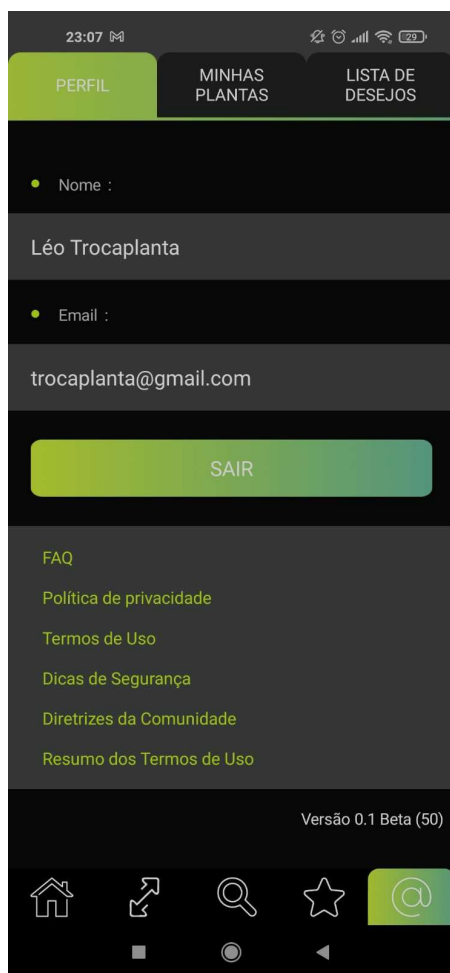 23:07
29
PERFIL
MINHAS
PLANTAS
LISTA DE
DESEJOS
Nome :
Léo Trocaplanta
Email :
trocaplanta@gmail.com
SAIR
FAQ
Política de privacidade
Termos de Uso
Dicas de Segurança
Diretrizes da Comunidade
Resumo dos Termos de Uso
Versão 0.1 Beta (50)
@